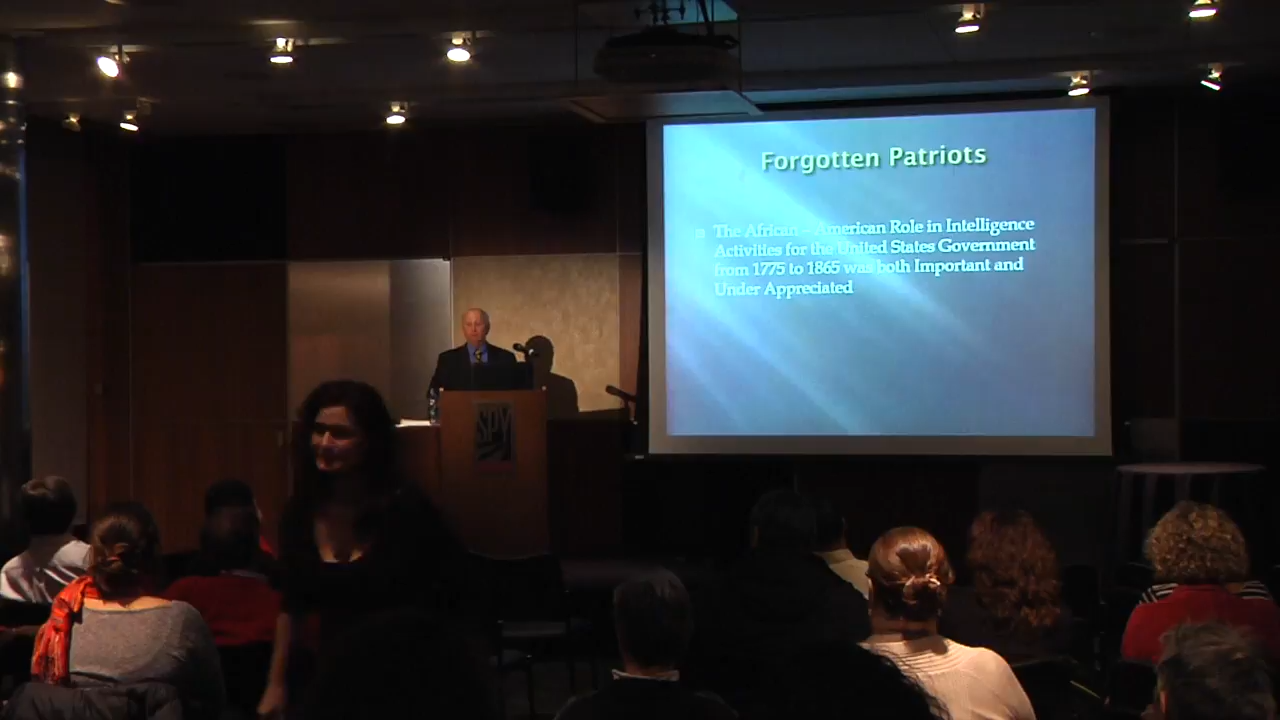 Forgotten Patriots
The African - American Role in Intelligence
Activities for the United States Government
from 1775 to 1865 was both Important and
Under Appreciated
SPY